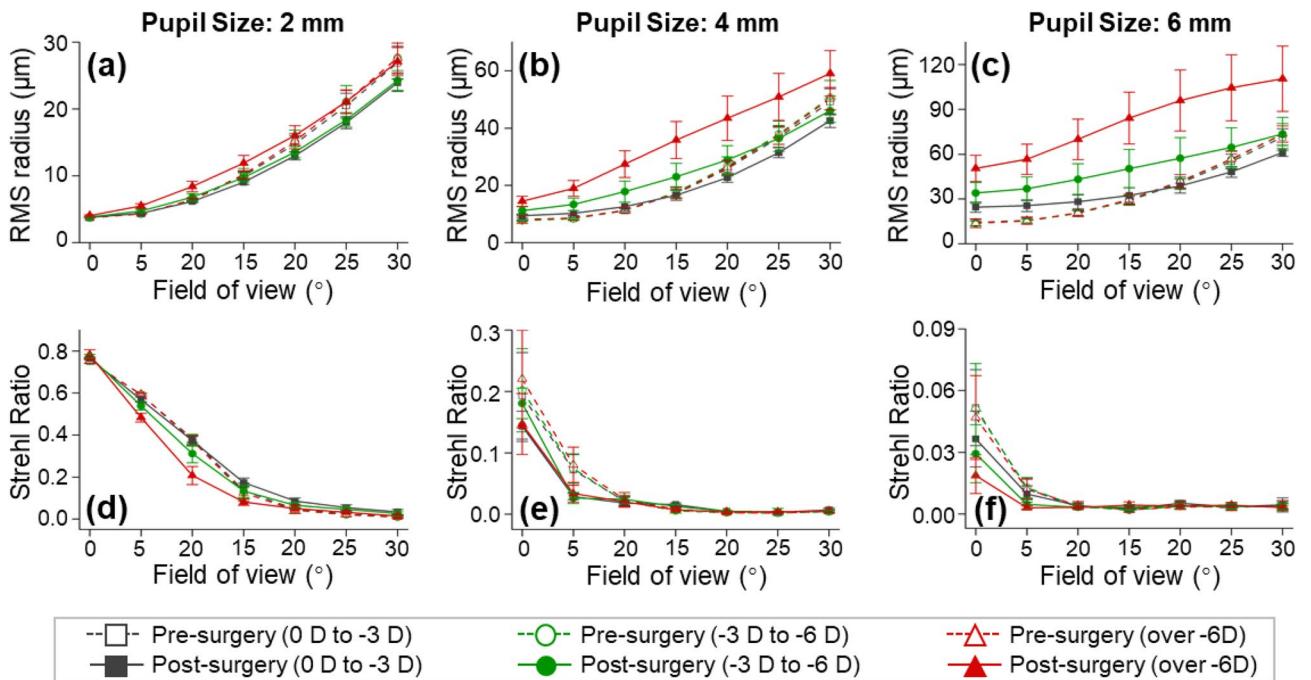 Pupil Size: 2 mm
Pupil Size: 4 mm
Pupil Size: 6 mm
(a)
RMS radius (μm)
30
20
10
0
0 5 20 15 20 25 30
Field of view (°)
(b)
RMS radius (μm)
60
40
20
0
0 5 20 15 20 25 30
Field of view (°)
(c)
RMS radius (μm)
120
90
60
30
0
0 5 20 15 20 25 30
Field of view (°)
(d)
Strehl Ratio
0.8
0.6
0.4
0.2
0.0
0 5 20 15 20 25 30
Field of view (°)
(e)
Strehl Ratio
0.3
0.2
0.1
0.0
0 5 20 15 20 25 30
Field of view (°)
(f)
Strehl Ratio
0.09
0.06
0.03
0.00
0 5 20 15 20 25 30
Field of view (°)
Pre-surgery (0 D to -3 D)
Post-surgery (0 D to -3 D)
Pre-surgery (-3 D to -6 D)
Post-surgery (-3 D to -6 D)
Pre-surgery (over -6D)
Post-surgery (over -6D)